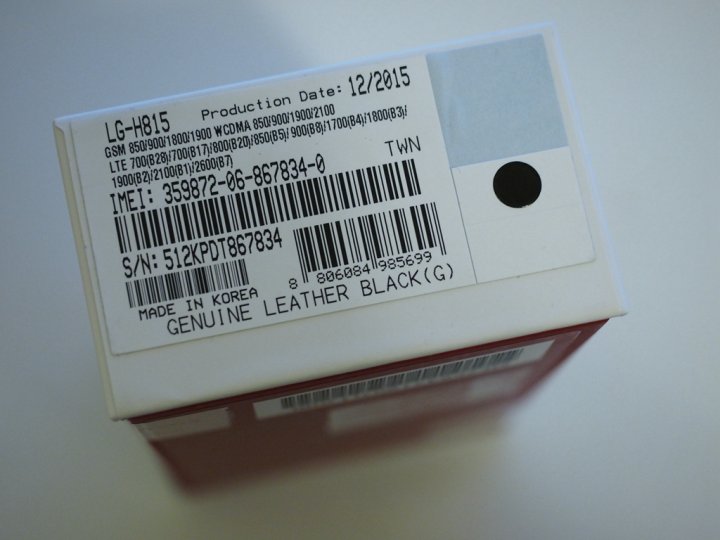 LG-H815 Production Date: 12/2015
GSM 850/900/1800/1900 WCDMA 850/900/1900/2100
LTE 700(B28)/700(B17)/800(B20)/850(B5)/900(B8)/1700(B4)/1800(B3)/
1900(B2)/2100(B1)/2600(B7)
IMEI: 359872-06-867834-0 TWN
S/N: 512KPDT867834
8 806084 985699
MADE IN KOREA
GENUINE LEATHER BLACK(G)